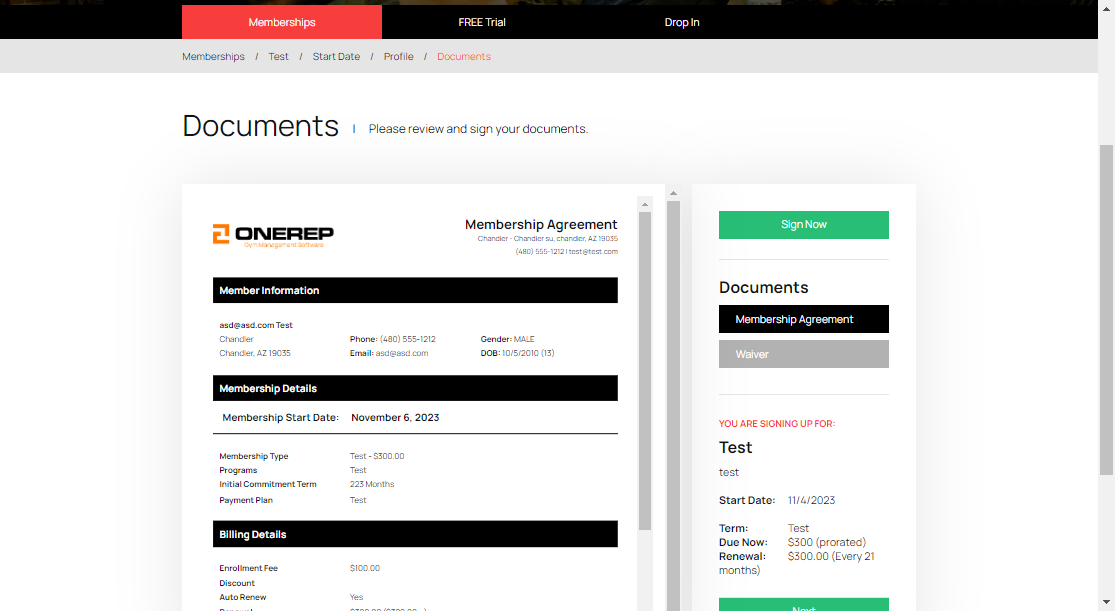 Memberships FREE Trial Drop In
Memberships / Test / Start Date / Profile / Documents
Documents | Please review and sign your documents.
ONEREP
Gym Management Software
Membership Agreement
Chandler - Chandler su, chandler, AZ 19035
(480) 555-1212 | test@test.com
Member Information
asd@asd.com Test
Chandler Phone: (480) 555-1212 Gender: MALE
Chandler, AZ 19035 Email: asd@asd.com DOB: 10/5/2010 (13)
Membership Details
Membership Start Date: November 6, 2023
Membership Type Test - $300.00
Programs Test
Initial Commitment Term 223 Months
Payment Plan Test
Billing Details
Enrollment Fee $100.00
Discount
Auto Renew Yes
Sign Now
Documents
Membership Agreement
Waiver
YOU ARE SIGNING UP FOR:
Test
test
Start Date: 11/4/2023
Term: Test
Due Now: $300 (prorated)
Renewal: $300.00 (Every 21
months)
Next